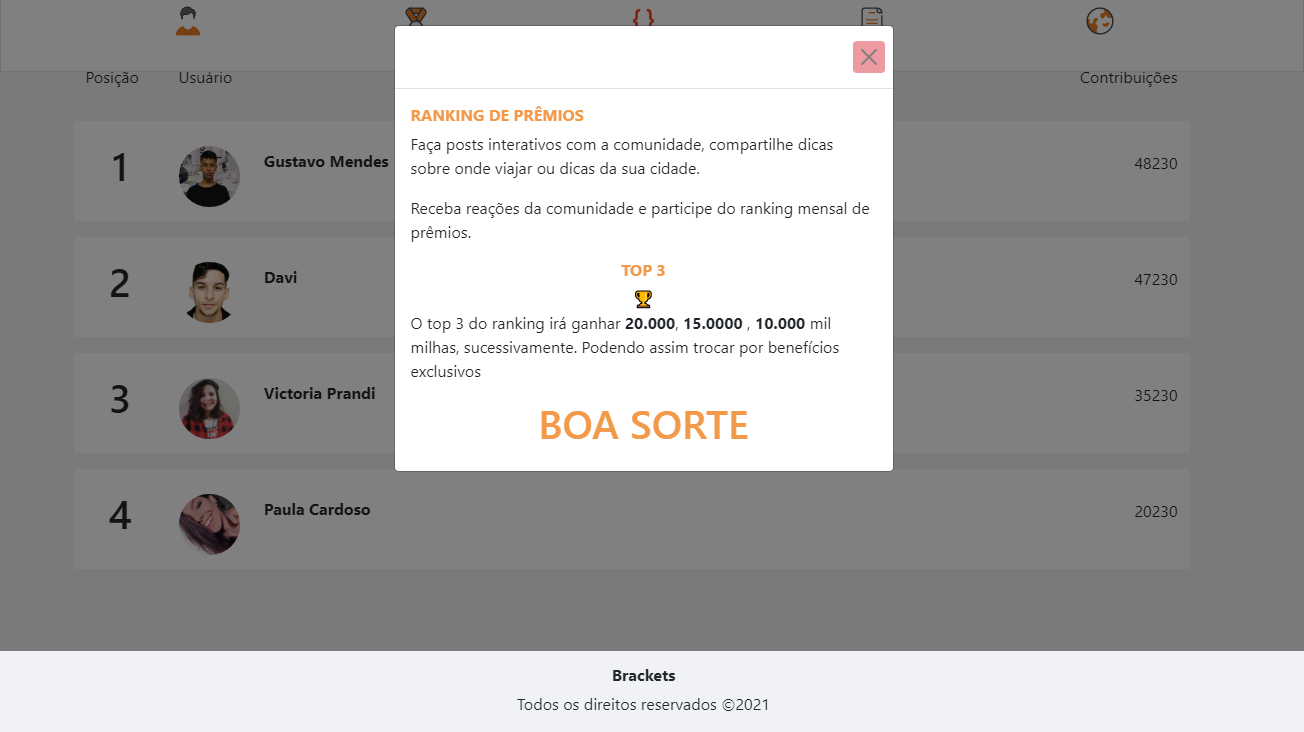 { }
Posição Usuário Contribuições
RANKING DE PRÊMIOS
Faça posts interativos com a comunidade, compartilhe dicas
sobre onde viajar ou dicas da sua cidade.
Receba reações da comunidade e participe do ranking mensal de
prêmios.
TOP 3
O top 3 do ranking irá ganhar 20.000, 15.0000 , 10.000 mil
milhas, sucessivamente. Podendo assim trocar por benefícios
exclusivos
BOA SORTE
1 Gustavo Mendes 48230
2 Davi 47230
3 Victoria Prandi 35230
4 Paula Cardoso 20230
Brackets
Todos os direitos reservados ©2021